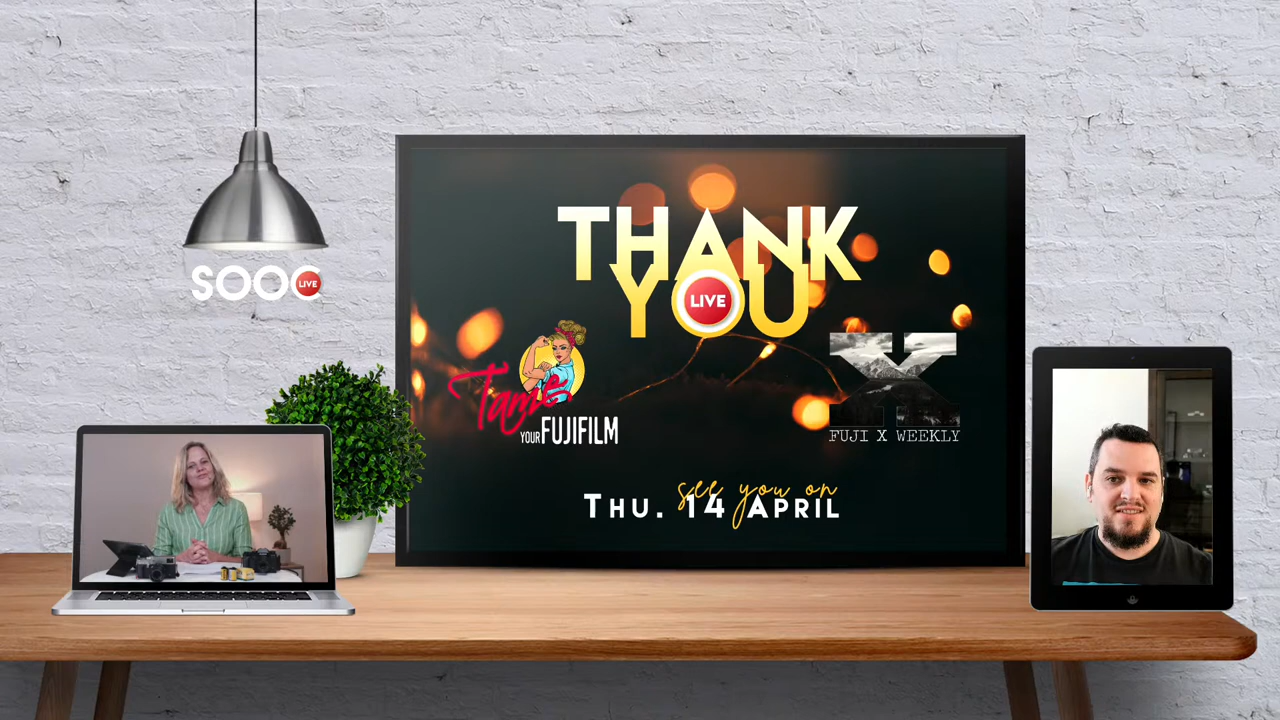 SOOC
LIVE
THANK
YOU
LIVE
Tame
YOUR FUJIFILM
X
FUJI X WEEKLY
see you on
THU. 14 APRIL